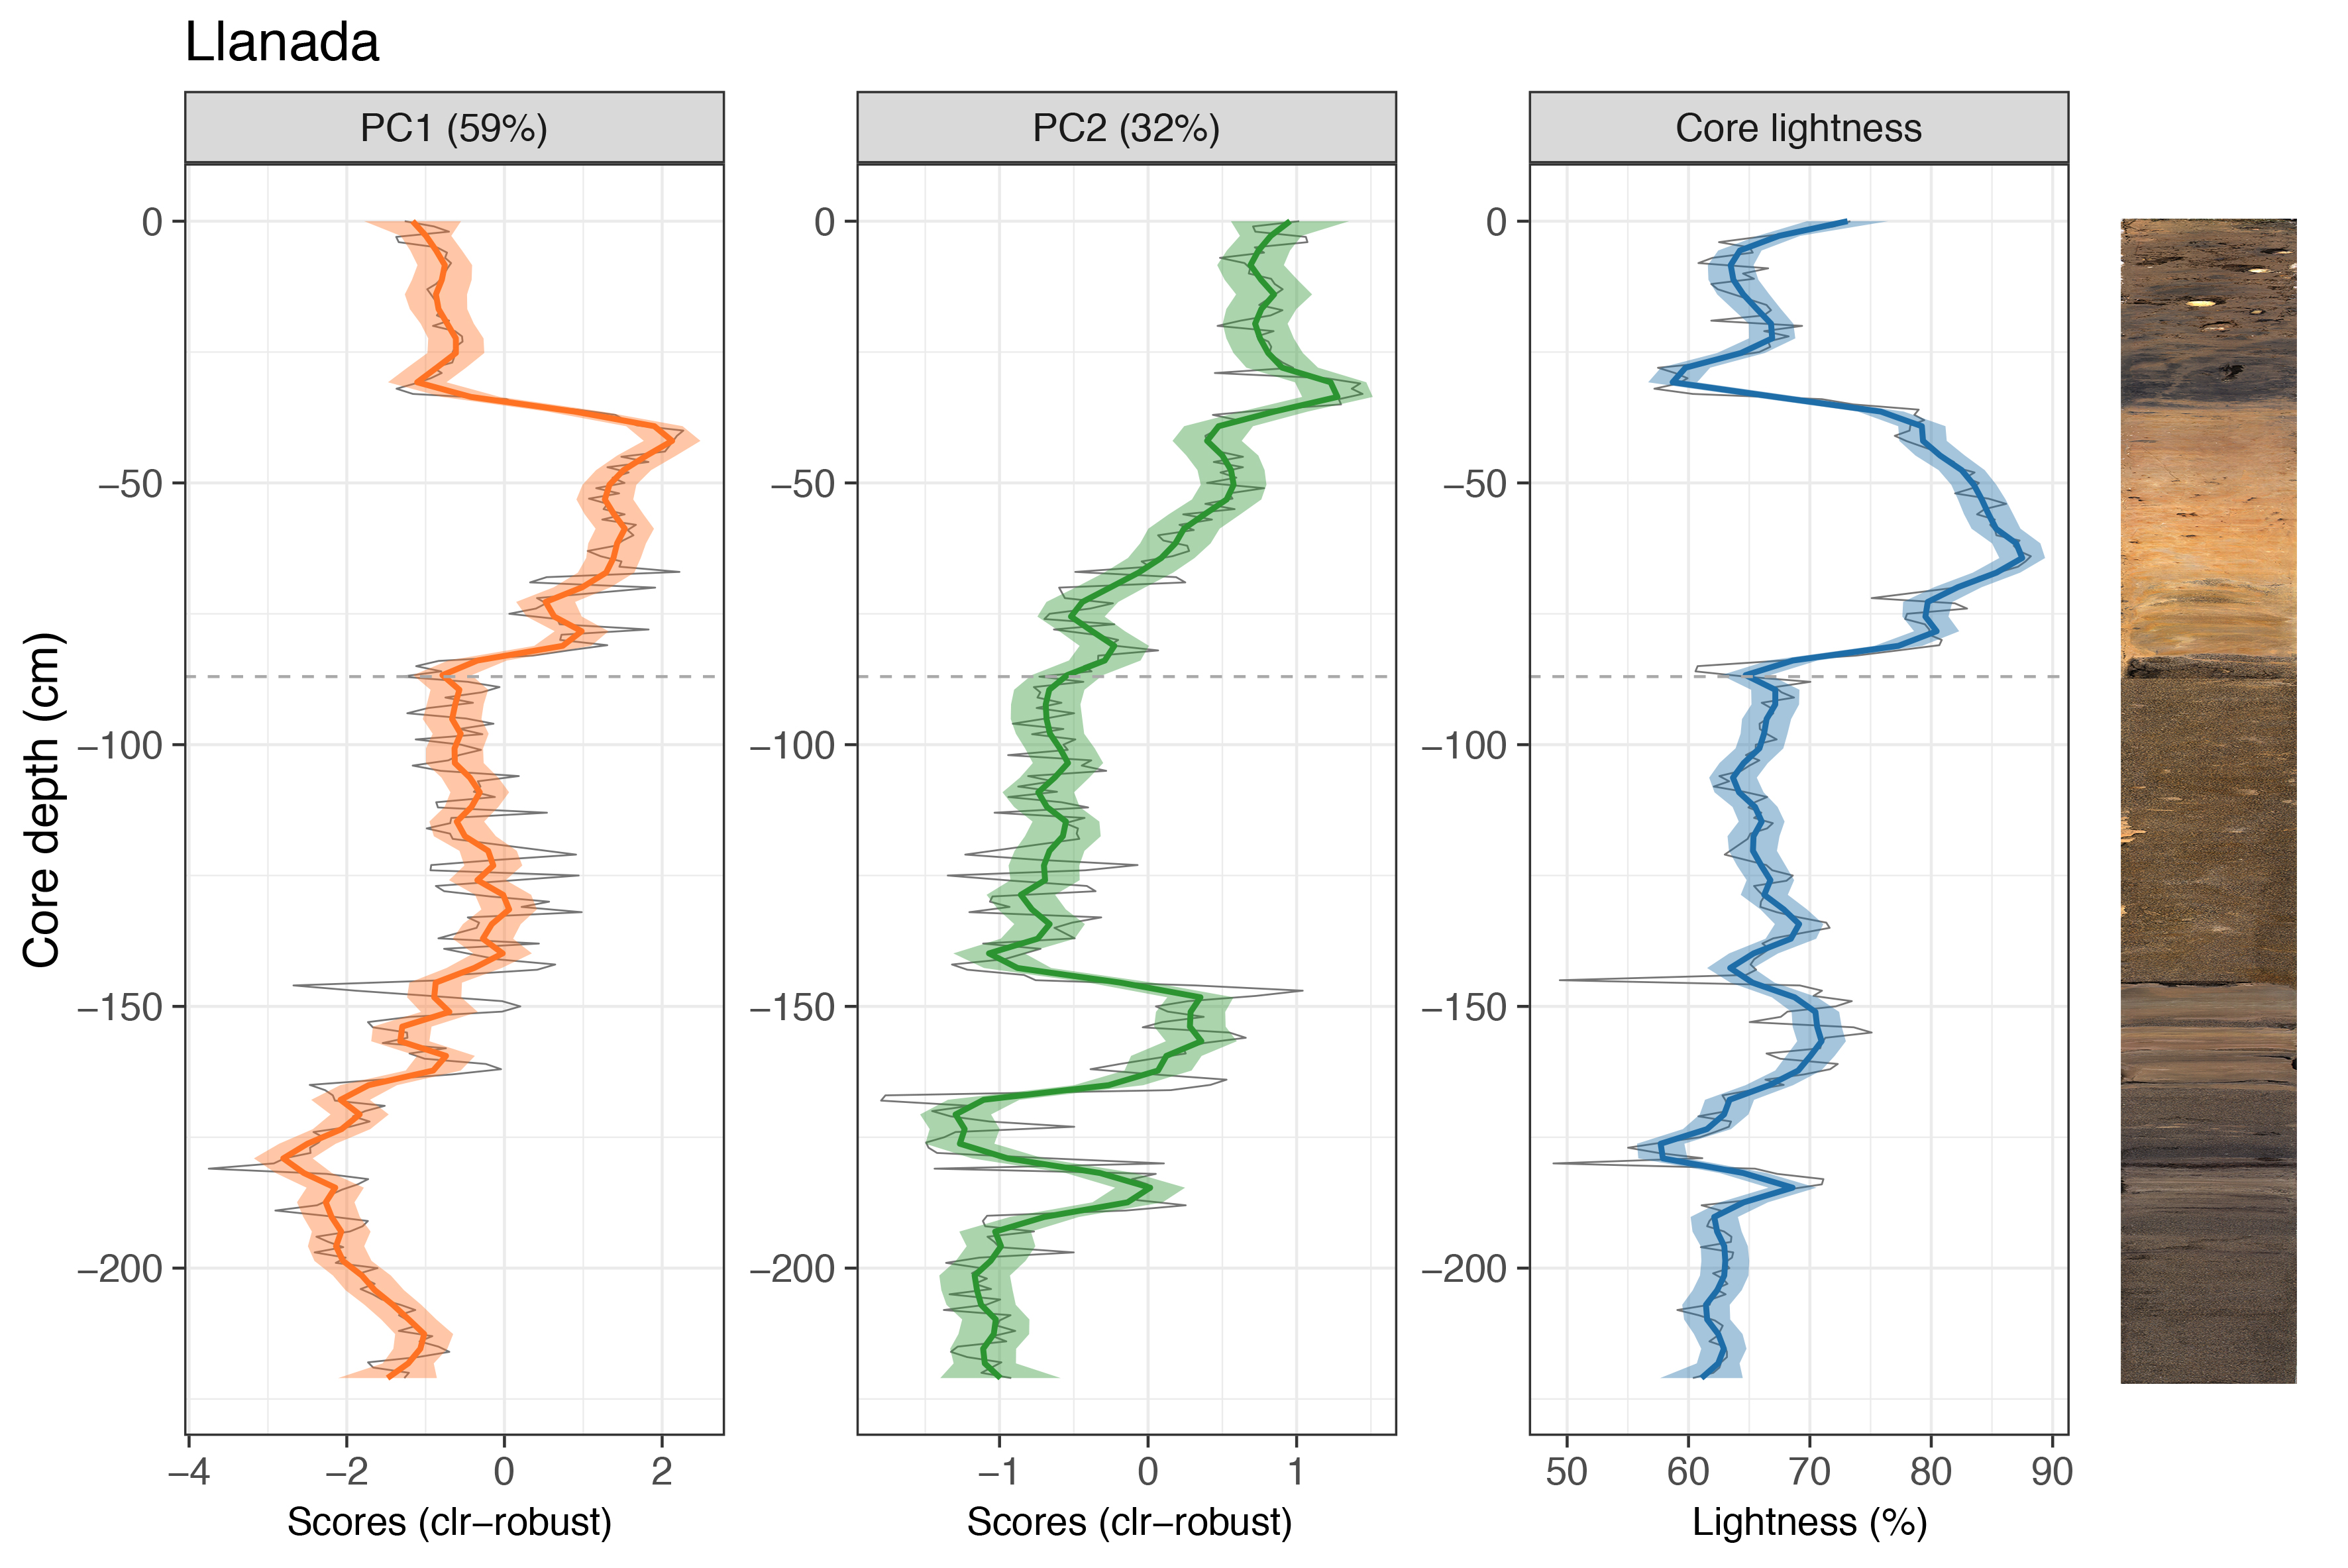 Llanada
PC1 (59%)
PC2 (32%)
Core lightness
Core depth (cm)
0
−50
−100
−150
−200
0
−50
−100
−150
−200
0
−50
−100
−150
−200
−4 −2 0 2
−1 0 1
50 60 70 80 90
Scores (clr−robust)
Scores (clr−robust)
Lightness (%)